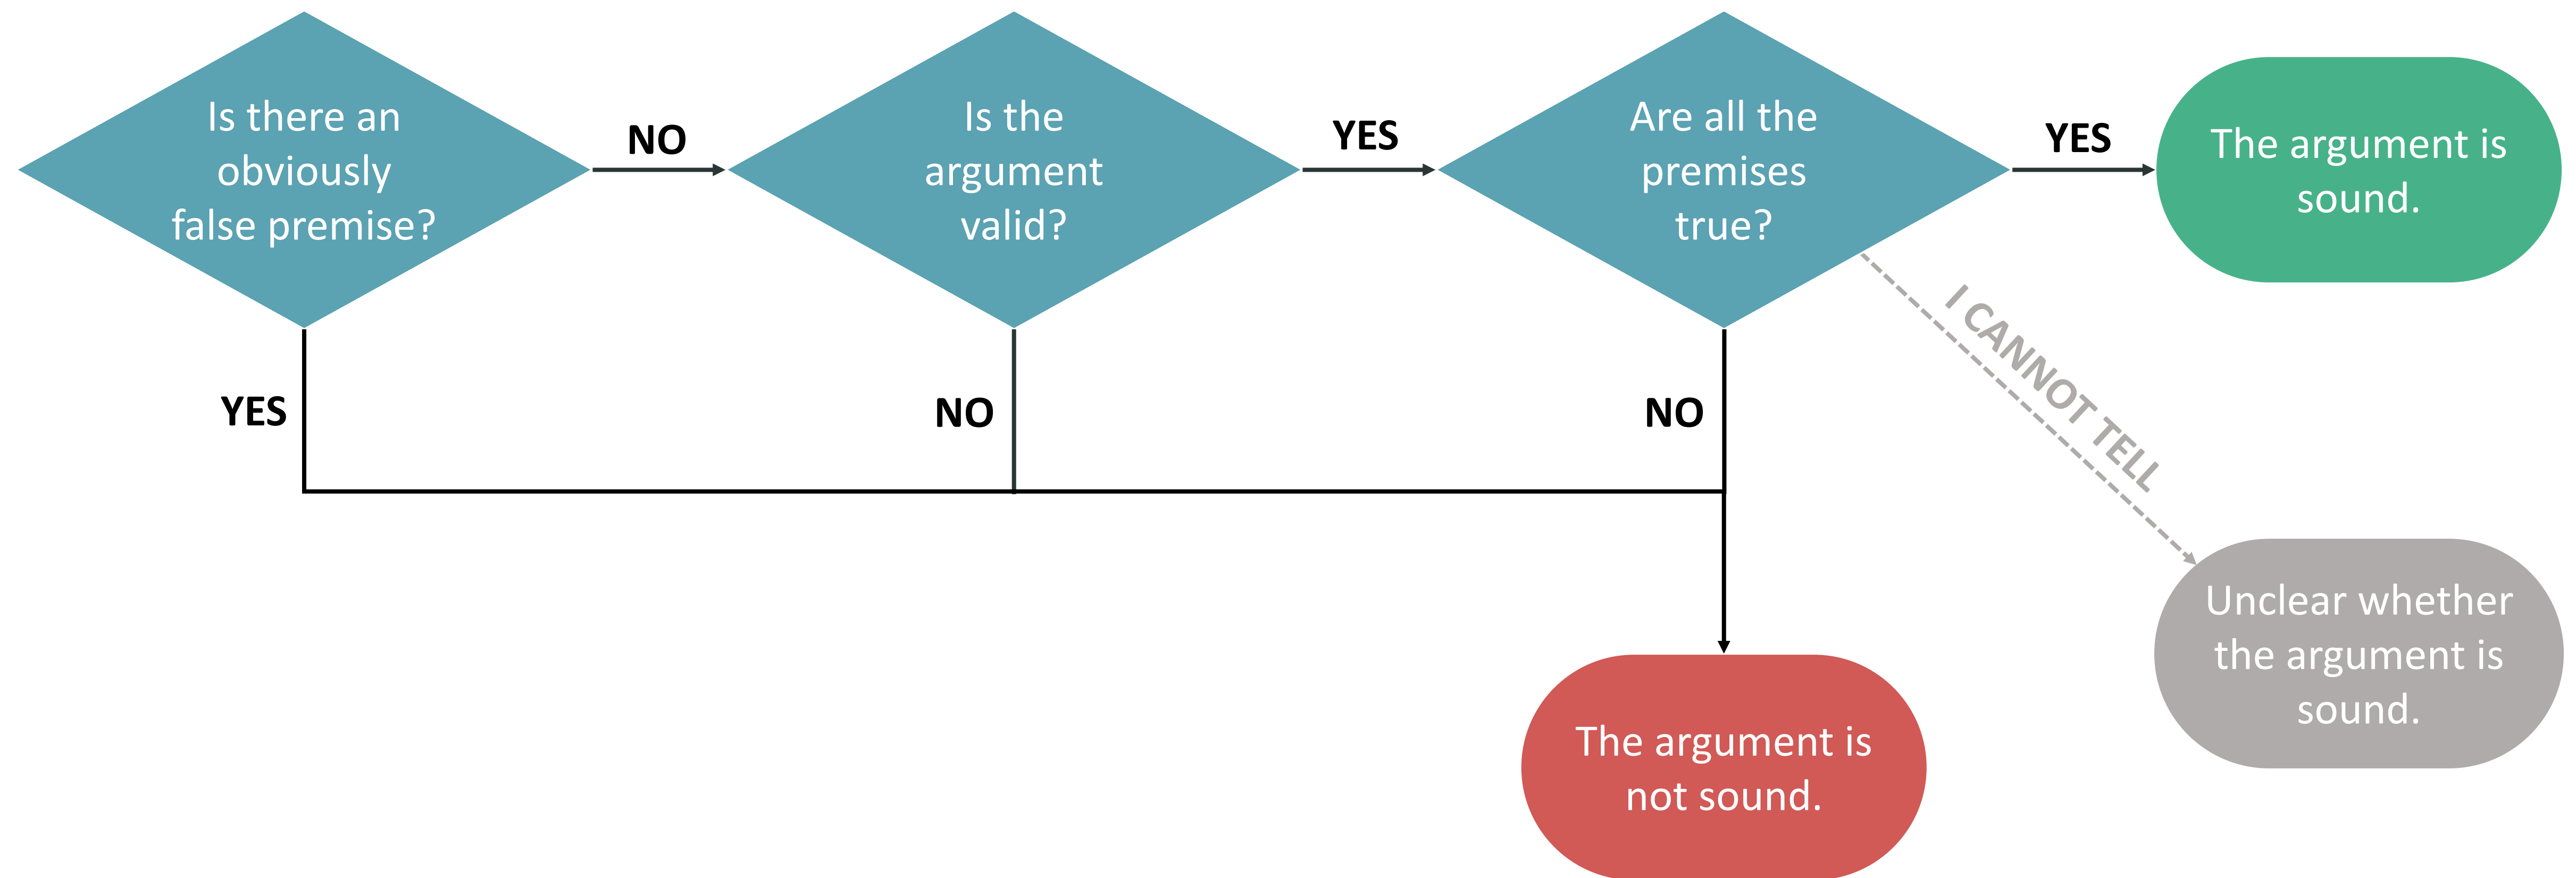 Is there an
obviously
false premise?
NO
Is the
argument
valid?
YES
Are all the
premises
true?
YES
The argument is
sound.
YES
NO
NO
I CANNOT TELL
Unclear whether
the argument is
sound.
The argument is
not sound.